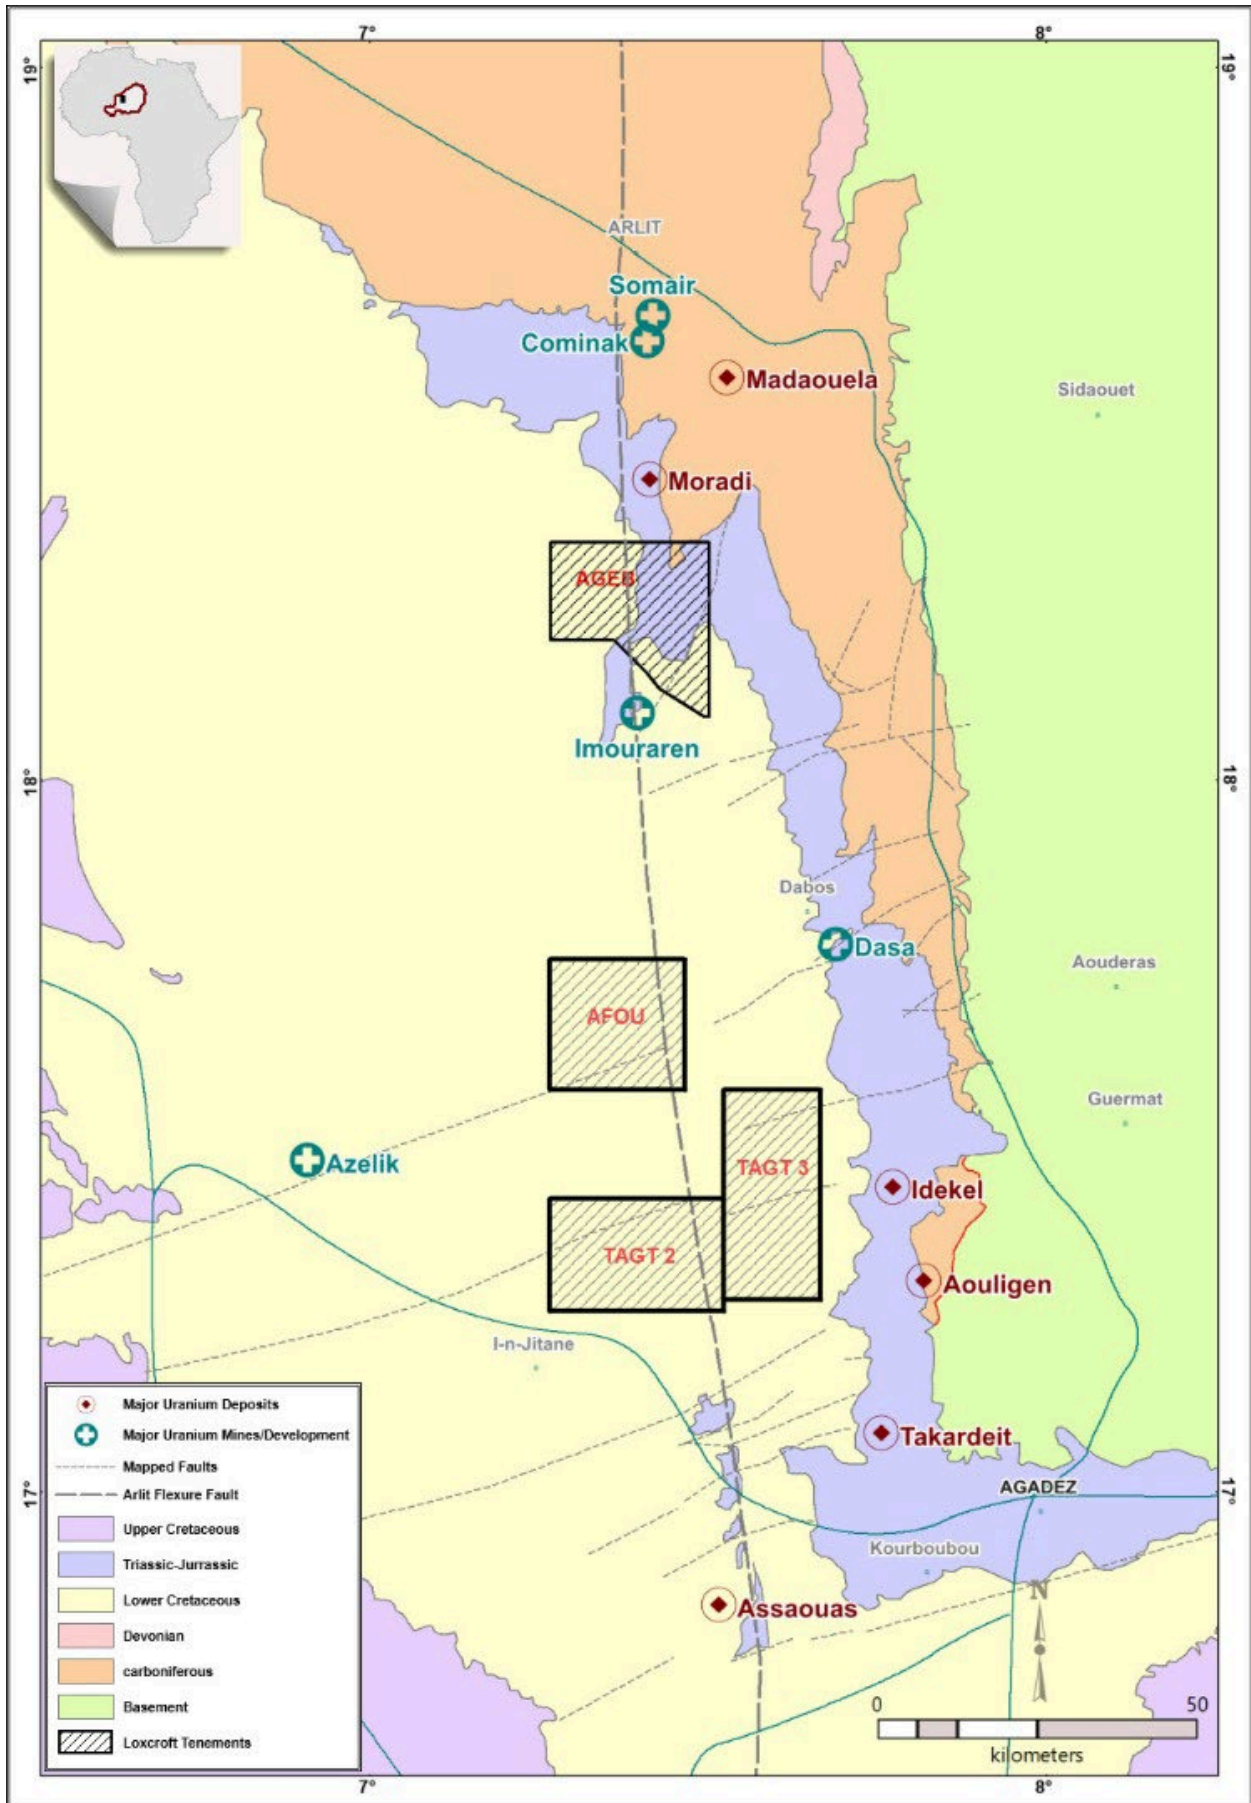 7°
8°
19°
19°
ARLIT
Somair
Cominak
Madaouela
Sidaouet
Moradi
AGEB
Imouraren
18°
18°
Dabos
Dasa
Aouderas
AFOU
Guermat
Azelik
TAGT 3
Idekel
TAGT 2
Aouligen
I-n-Jitane
Takardeit
17°
17°
AGADEZ
Kourboubou
Assaouas
Major Uranium Deposits
Major Uranium Mines/Development
Mapped Faults
Arlit Flexure Fault
Upper Cretaceous
Triassic-Jurrassic
Lower Cretaceous
Devonian
carboniferous
Basement
Loxcroft Tenements
N
0 50
kilometers
7°
8°